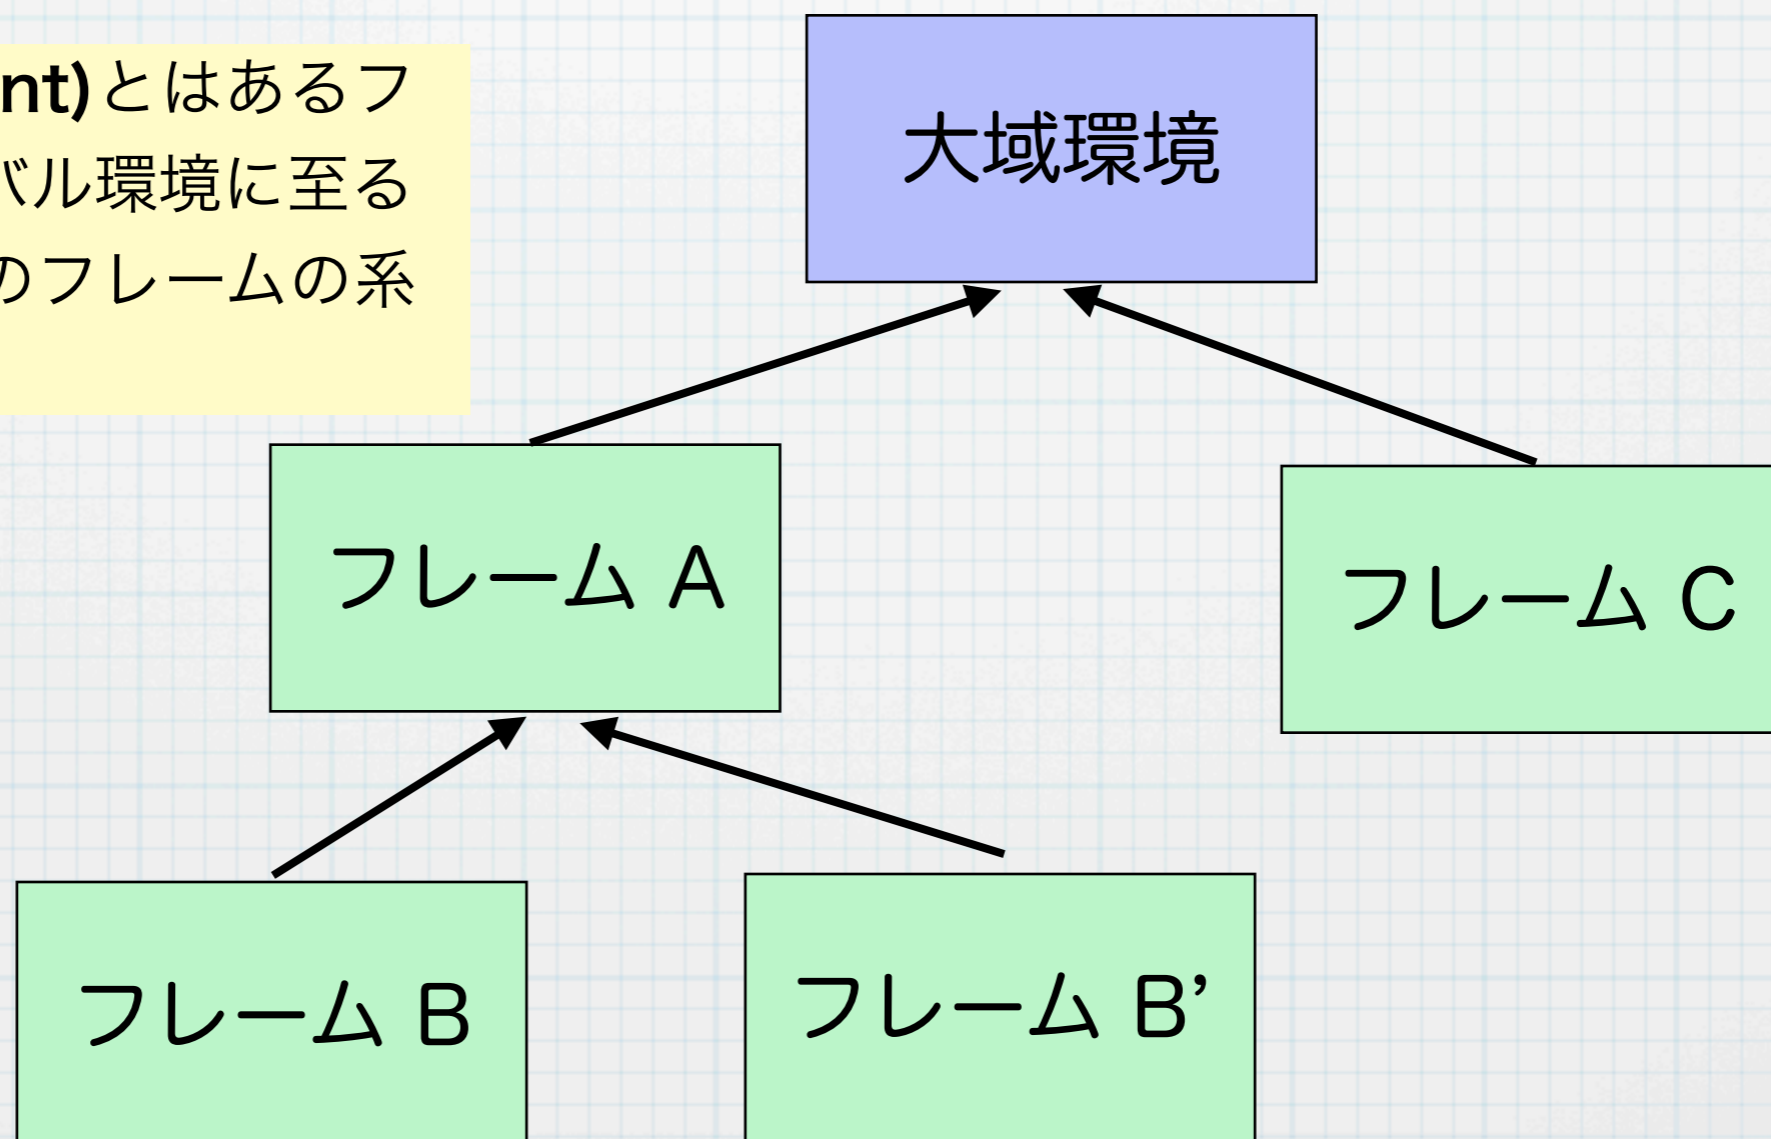 nt)とはあるフ
バル環境に至る
のフレームの系
大域環境
フレーム A
フレーム C
フレーム B
フレーム B’